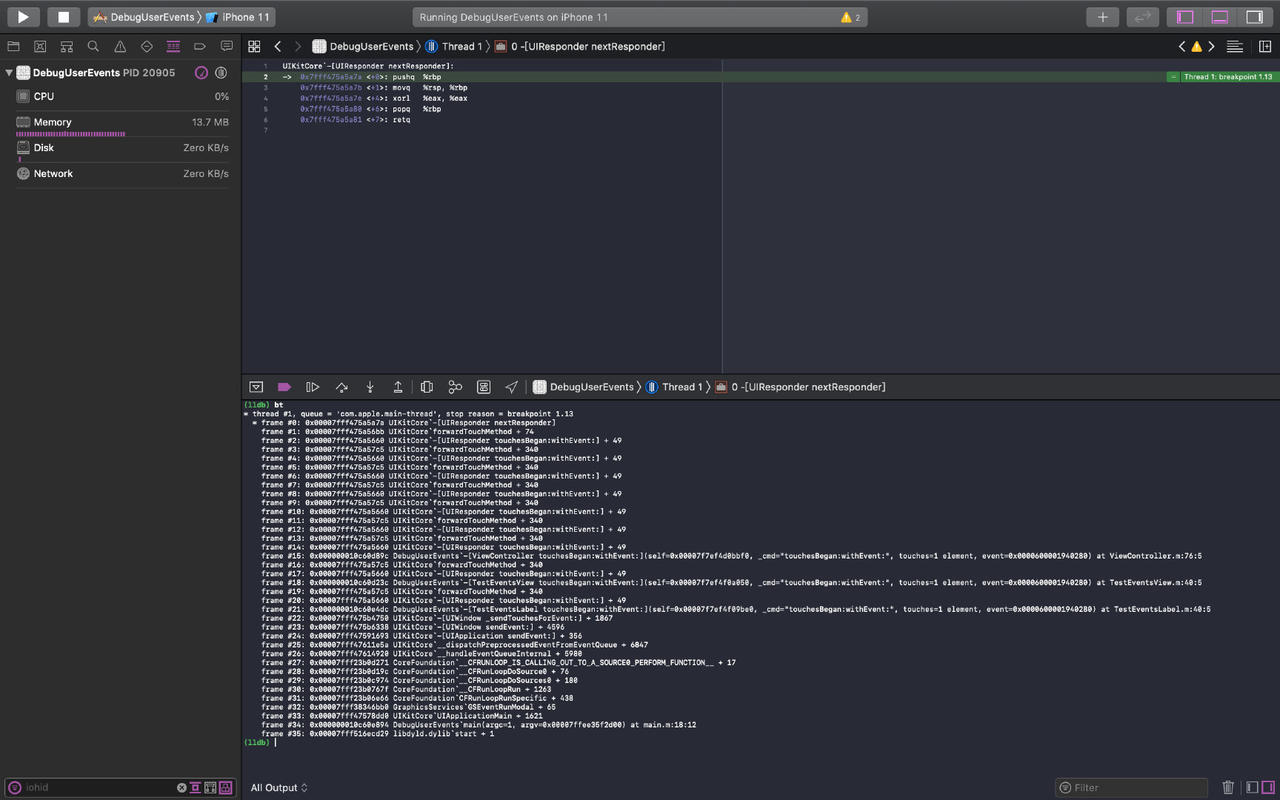 DebugUserEvents 〉 iPhone 11
Running DebugUserEvents on iPhone 11
2
DebugUserEvents 〉 Thread 1 〉 0 -[UIResponder nextResponder]
DebugUserEvents PID 20905
CPU 0%
Memory 13.7 MB
Disk Zero KB/s
Network Zero KB/s
1 UIKitCore`-[UIResponder nextResponder]:
2 -> 0x7fff475a5a7a <+0>: pushq %rbp
= Thread 1: breakpoint 1.13
3 0x7fff475a5a7b <+1>: movq %rsp, %rbp
4 0x7fff475a5a7e <+4>: xorl %eax, %eax
5 0x7fff475a5a80 <+6>: popq %rbp
6 0x7fff475a5a81 <+7>: retq
7
DebugUserEvents 〉 Thread 1 〉 0 -[UIResponder nextResponder]
(lldb) bt
* thread #1, queue = 'com.apple.main-thread', stop reason = breakpoint 1.13
* frame #0: 0x00007fff475a5a7a UIKitCore`-[UIResponder nextResponder]
frame #1: 0x00007fff475a56bb UIKitCore`forwardTouchMethod + 74
frame #2: 0x00007fff475a5660 UIKitCore`-[UIResponder touchesBegan:withEvent:] + 49
frame #3: 0x00007fff475a57c5 UIKitCore`forwardTouchMethod + 340
frame #4: 0x00007fff475a5660 UIKitCore`-[UIResponder touchesBegan:withEvent:] + 49
frame #5: 0x00007fff475a57c5 UIKitCore`forwardTouchMethod + 340
frame #6: 0x00007fff475a5660 UIKitCore`-[UIResponder touchesBegan:withEvent:] + 49
frame #7: 0x00007fff475a57c5 UIKitCore`forwardTouchMethod + 340
frame #8: 0x00007fff475a5660 UIKitCore`-[UIResponder touchesBegan:withEvent:] + 49
frame #9: 0x00007fff475a57c5 UIKitCore`forwardTouchMethod + 340
frame #10: 0x00007fff475a5660 UIKitCore`-[UIResponder touchesBegan:withEvent:] + 49
frame #11: 0x00007fff475a57c5 UIKitCore`forwardTouchMethod + 340
frame #12: 0x00007fff475a5660 UIKitCore`-[UIResponder touchesBegan:withEvent:] + 49
frame #13: 0x00007fff475a57c5 UIKitCore`forwardTouchMethod + 340
frame #14: 0x00007fff475a5660 UIKitCore`-[UIResponder touchesBegan:withEvent:] + 49
frame #15: 0x000000010c60d89c DebugUserEvents`-[ViewController touchesBegan:withEvent:](self=0x00007f7ef4d0bbf0, _cmd="touchesBegan:withEvent:", touches=1 element, event=0x0000600001940280) at ViewController.m:76:5
frame #16: 0x00007fff475a57c5 UIKitCore`forwardTouchMethod + 340
frame #17: 0x00007fff475a5660 UIKitCore`-[UIResponder touchesBegan:withEvent:] + 49
frame #18: 0x000000010c60d23c DebugUserEvents`-[TestEventsView touchesBegan:withEvent:](self=0x00007f7ef4f0a050, _cmd="touchesBegan:withEvent:", touches=1 element, event=0x0000600001940280) at TestEventsView.m:40:5
frame #19: 0x00007fff475a57c5 UIKitCore`forwardTouchMethod + 340
frame #20: 0x00007fff475a5660 UIKitCore`-[UIResponder touchesBegan:withEvent:] + 49
frame #21: 0x000000010c60e4dc DebugUserEvents`-[TestEventsLabel touchesBegan:withEvent:](self=0x00007f7ef4f09be0, _cmd="touchesBegan:withEvent:", touches=1 element, event=0x0000600001940280) at TestEventsLabel.m:40:5
frame #22: 0x00007fff475b4750 UIKitCore`-[UIWindow _sendTouchesForEvent:] + 1867
frame #23: 0x00007fff475b6338 UIKitCore`-[UIWindow sendEvent:] + 4596
frame #24: 0x00007fff47591693 UIKitCore`-[UIApplication sendEvent:] + 356
frame #25: 0x00007fff47611e5a UIKitCore`__dispatchPreprocessedEventFromEventQueue + 6847
frame #26: 0x00007fff47614920 UIKitCore`__handleEventQueueInternal + 5980
frame #27: 0x00007fff23b0d271 CoreFoundation`__CFRUNLOOP_IS_CALLING_OUT_TO_A_SOURCE0_PERFORM_FUNCTION__ + 17
frame #28: 0x00007fff23b0d19c CoreFoundation`__CFRunLoopDoSource0 + 76
frame #29: 0x00007fff23b0c974 CoreFoundation`__CFRunLoopDoSources0 + 180
frame #30: 0x00007fff23b0767f CoreFoundation`__CFRunLoopRun + 1263
frame #31: 0x00007fff23b06e66 CoreFoundation`CFRunLoopRunSpecific + 438
frame #32: 0x00007fff38346bb0 GraphicsServices`GSEventRunModal + 65
frame #33: 0x00007fff47578dd0 UIKitCore`UIApplicationMain + 1621
frame #34: 0x000000010c60e894 DebugUserEvents`main(argc=1, argv=0x00007ffee35f2d00) at main.m:18:12
frame #35: 0x00007fff516ecd29 libdyld.dylib`start + 1
(lldb)
iohid
All Output
Filter